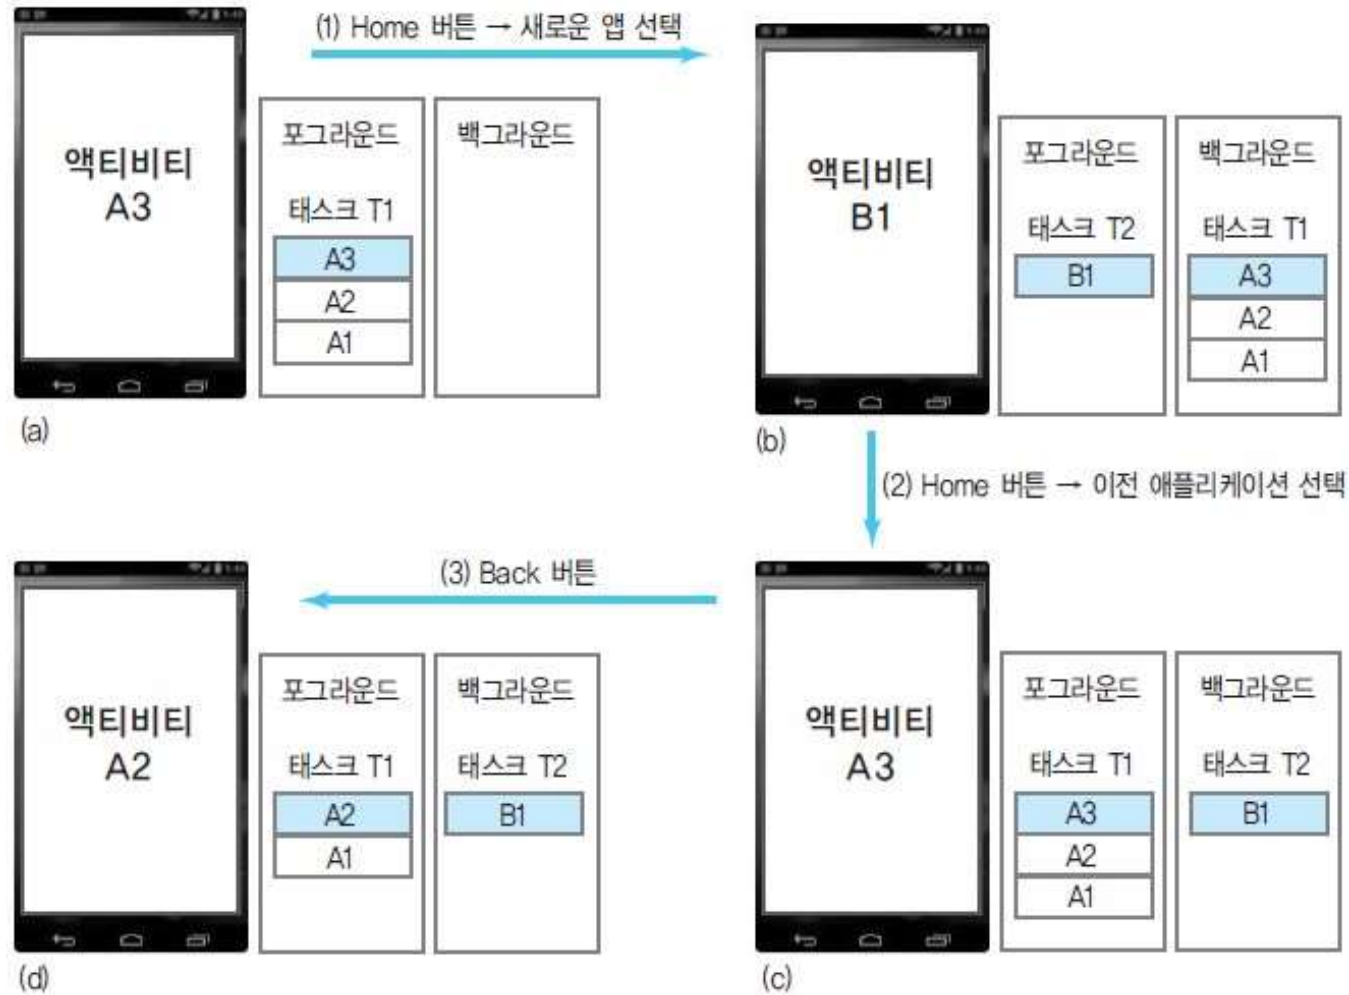 (1) Home 버튼 → 새로운 앱 선택
액티비티
A3
포그라운드
태스크 T1
A3
A2
A1
백그라운드
(a)
액티비티
B1
포그라운드
태스크 T2
B1
백그라운드
태스크 T1
A3
A2
A1
(b)
(2) Home 버튼 → 이전 애플리케이션 선택
액티비티
A3
포그라운드
태스크 T1
A3
A2
A1
백그라운드
태스크 T2
B1
(c)
(3) Back 버튼
액티비티
A2
포그라운드
태스크 T1
A2
A1
백그라운드
태스크 T2
B1
(d)